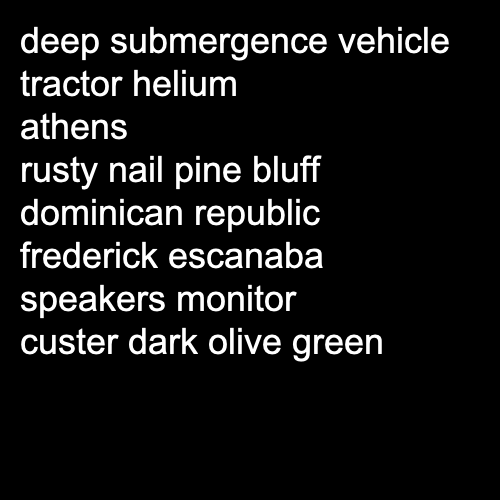 deep submergence vehicle
tractor helium
athens
rusty nail pine bluff
dominican republic
frederick escanaba
speakers monitor
custer dark olive green